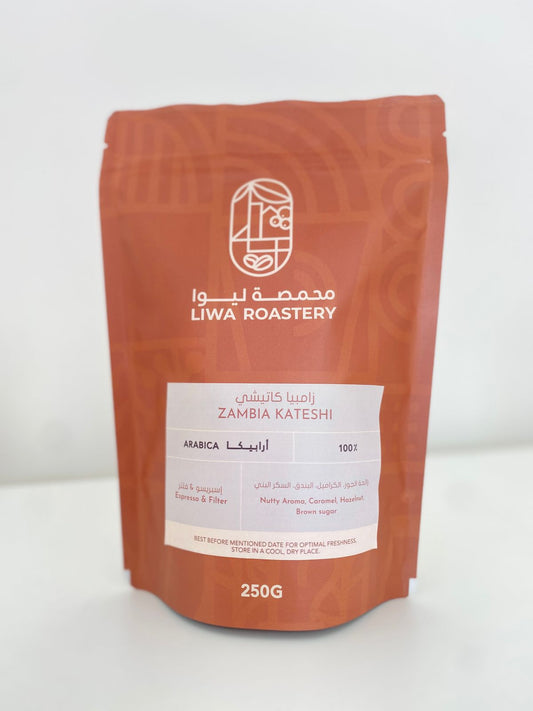 محمصة ليوا
LIWA ROASTERY
زامبيا كاتيشي
ZAMBIA KATESHI
ARABICA أرابيكا
100%
إسبريسو & فلتر
Espresso & Filter
رائحة الجوز, الكراميل, البندق, السكر البني
Nutty Aroma, Caramel, Hazelnut,
Brown sugar
BEST BEFORE MENTIONED DATE FOR OPTIMAL FRESHNESS.
STORE IN A COOL, DRY PLACE.
250G